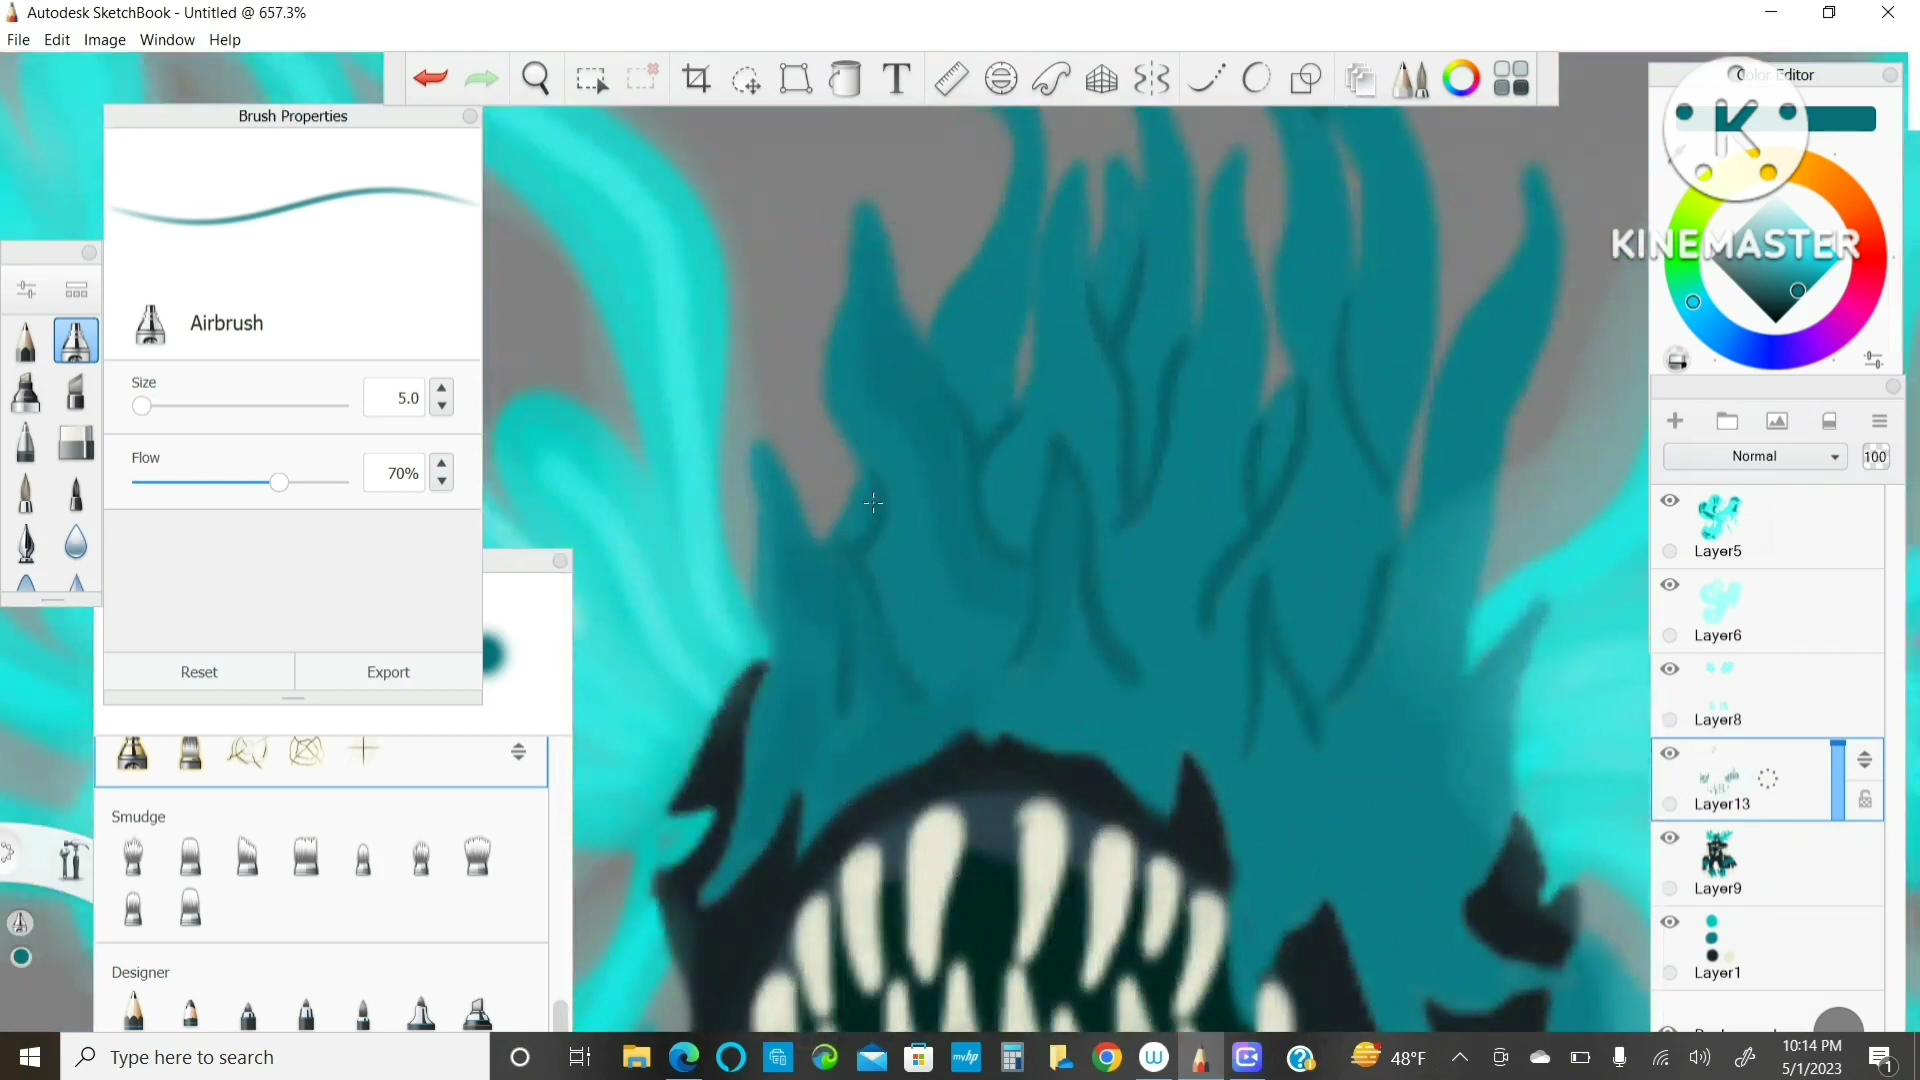 Autodesk SketchBook - Untitled @ 657.3%
File Edit Image Window Help
T
Brush Properties
Airbrush
Size
5.0
Flow
70%
Reset Export
Smudge
Designer
Color Editor
K
KINEMASTER
Normal 100
Layer5
Layer6
Layer8
Layer13
Layer9
Layer1
Type here to search
myhp
W
48°F
10:14 PM
5/1/2023
1